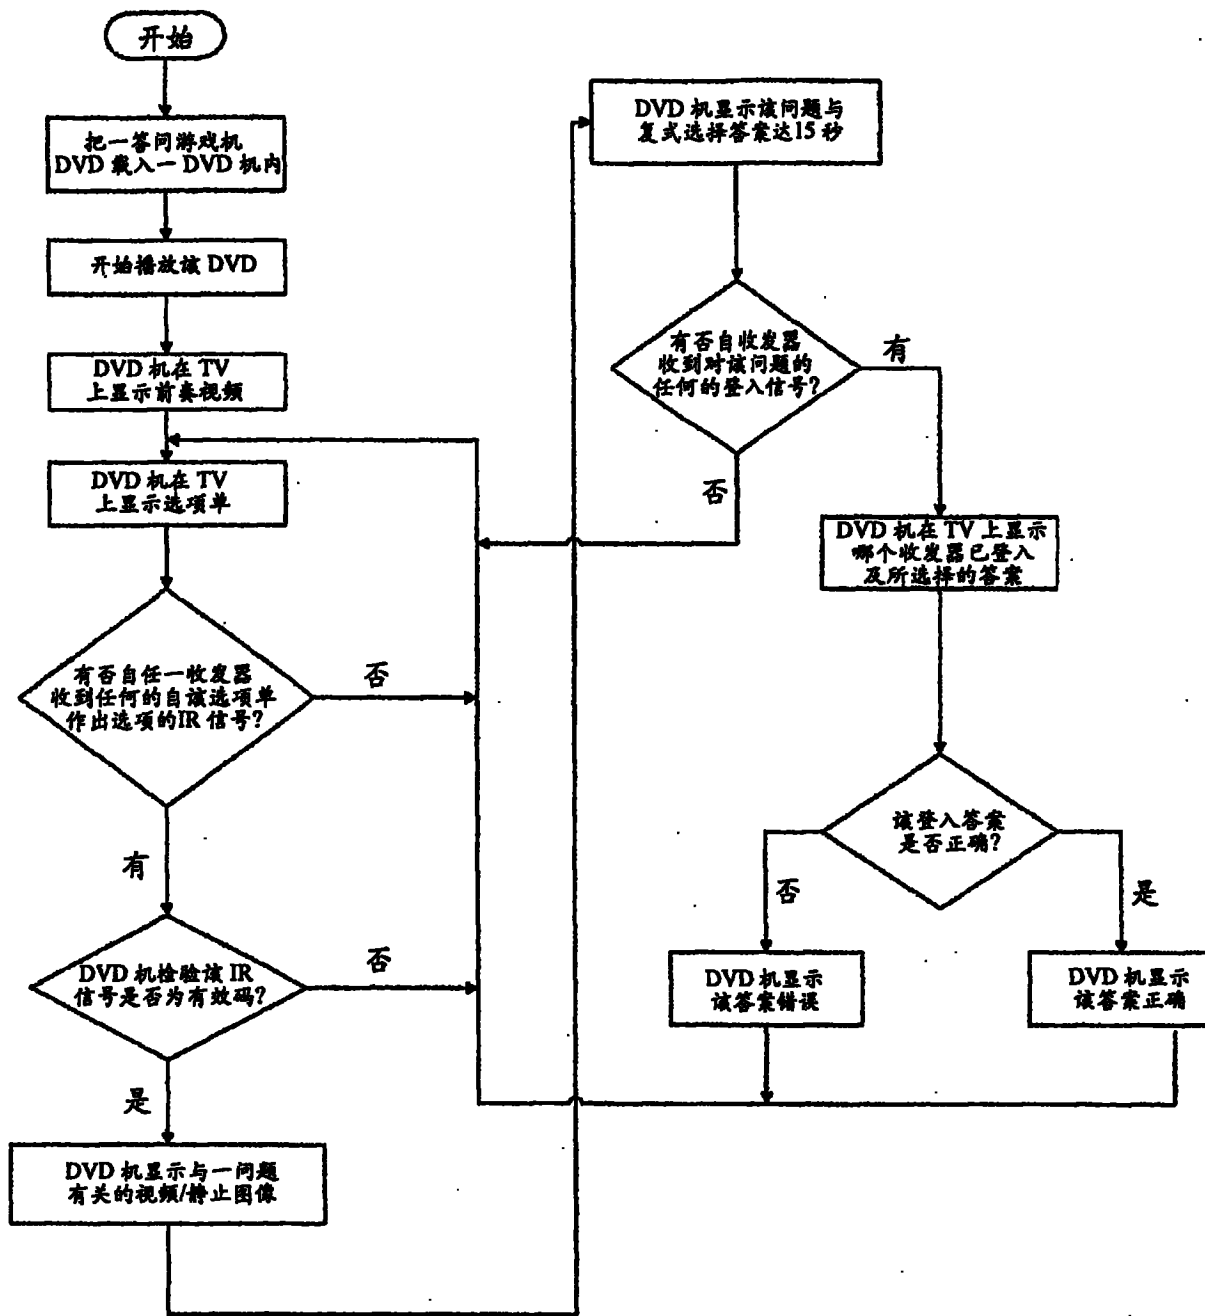 开始
把一答问游戏机
DVD 载入一 DVD 机内
开始播放该 DVD
DVD 机在 TV
上显示前奏视频
DVD 机在 TV
上显示选项单
有否自任一收发器
收到任何的自该选项单
作出选项的IR 信号?
否
有
DVD 机检验该 IR
信号是否为有效码?
否
是
DVD 机显示与一问题
有关的视频/静止图像
DVD 机显示该问题与
复式选择答案达15 秒
有否自收发器
收到对该问题的
任何的登入信号?
有
否
DVD 机在 TV 上显示
哪个收发器已登入
及所选择的答案
该登入答案
是否正确?
否
是
DVD 机显示
该答案错误
DVD 机显示
该答案正确